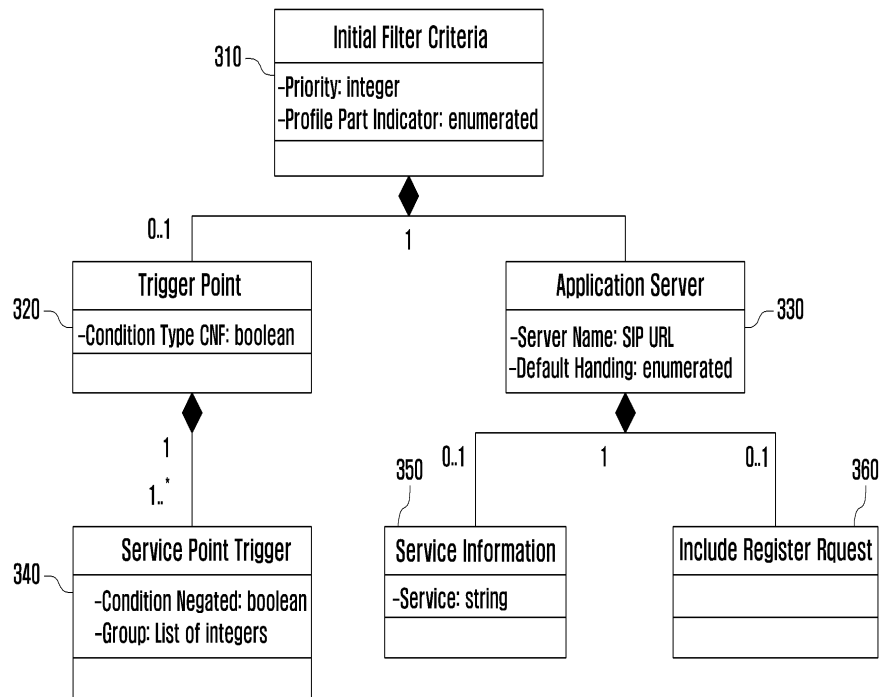 Initial Filter Criteria
310
-Priority: integer
-Profile Part Indicator: enumerated
0..1
1
Trigger Point
Application Server
320
-Condition Type CNF: boolean
330
-Server Name: SIP URL
-Default Handing: enumerated
1
1..*
0..1
1
0..1
350
360
Service Point Trigger
Service Information
Include Register Rquest
340
-Condition Negated: boolean
-Group: List of integers
-Service: string